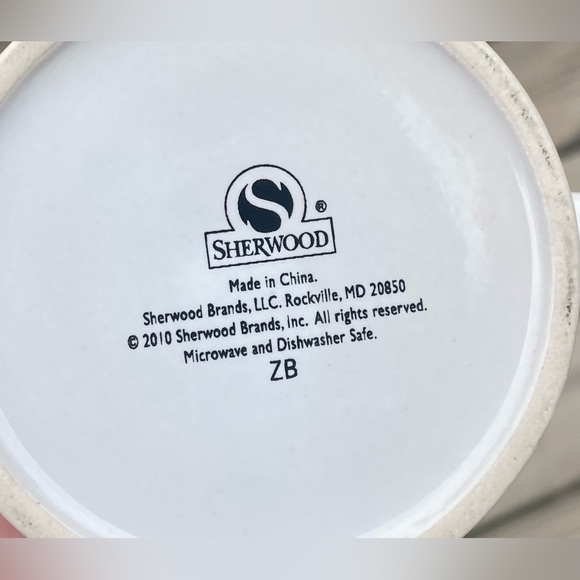 S ®
SHERWOOD
Made in China.
Sherwood Brands, LLC. Rockville, MD 20850
© 2010 Sherwood Brands, Inc. All rights reserved.
Microwave and Dishwasher Safe.
ZB